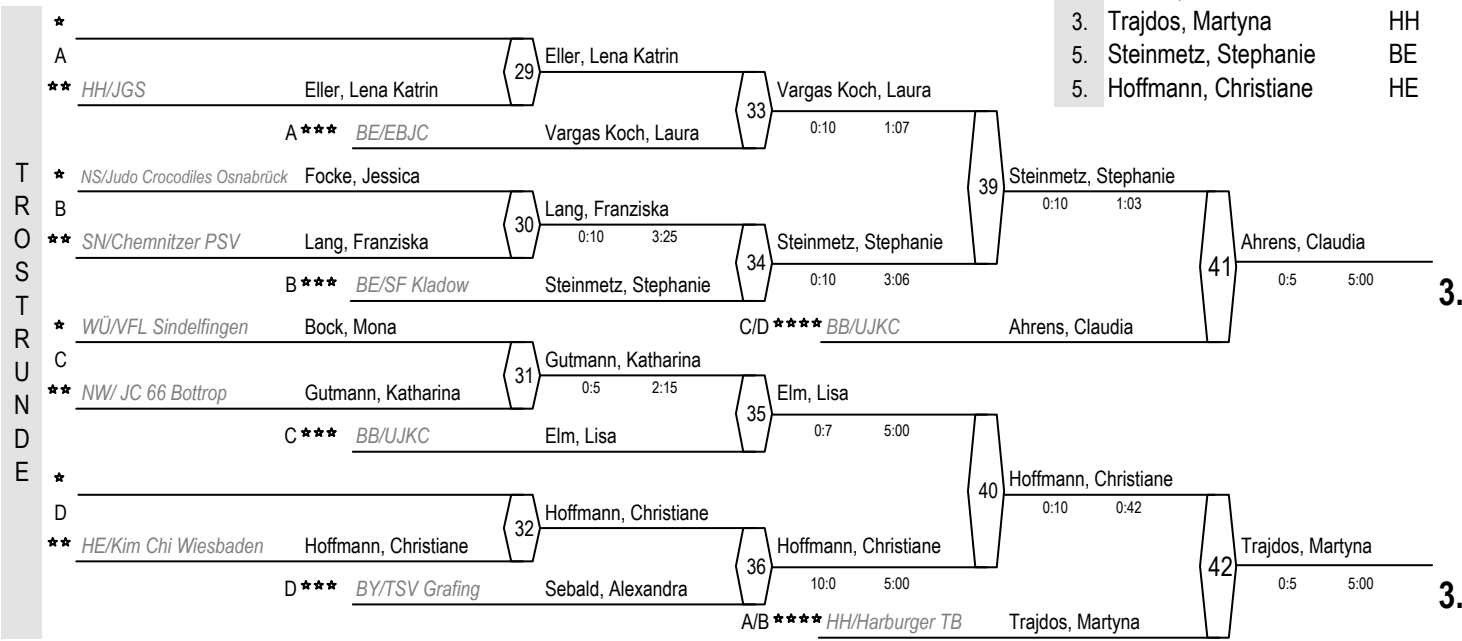 3. Trajdos, Martyna HH
5. Steinmetz, Stephanie BE
5. Hoffmann, Christiane HE
TROSTRUNDE
*
A
** HH/JGS Eller, Lena Katrin
29 Eller, Lena Katrin
A *** BE/EBJC Vargas Koch, Laura
33 Vargas Koch, Laura
0:10 1:07
* NS/Judo Crocodiles Osnabrück Focke, Jessica
B
** SN/Chemnitzer PSV Lang, Franziska
30 Lang, Franziska
0:10 3:25
B *** BE/SF Kladow Steinmetz, Stephanie
34 Steinmetz, Stephanie
0:10 3:06
39 Steinmetz, Stephanie
0:10 1:03
C/D **** BB/UJKC Ahrens, Claudia
41 Ahrens, Claudia
0:5 5:00
3.
* WÜ/VFL Sindelfingen Bock, Mona
C
** NW/ JC 66 Bottrop Gutmann, Katharina
31 Gutmann, Katharina
0:5 2:15
C *** BB/UJKC Elm, Lisa
35 Elm, Lisa
0:7 5:00
*
D
** HE/Kim Chi Wiesbaden Hoffmann, Christiane
32 Hoffmann, Christiane
D *** BY/TSV Grafing Sebald, Alexandra
36 Hoffmann, Christiane
10:0 5:00
40 Hoffmann, Christiane
0:10 0:42
A/B **** HH/Harburger TB Trajdos, Martyna
42 Trajdos, Martyna
0:5 5:00
3.